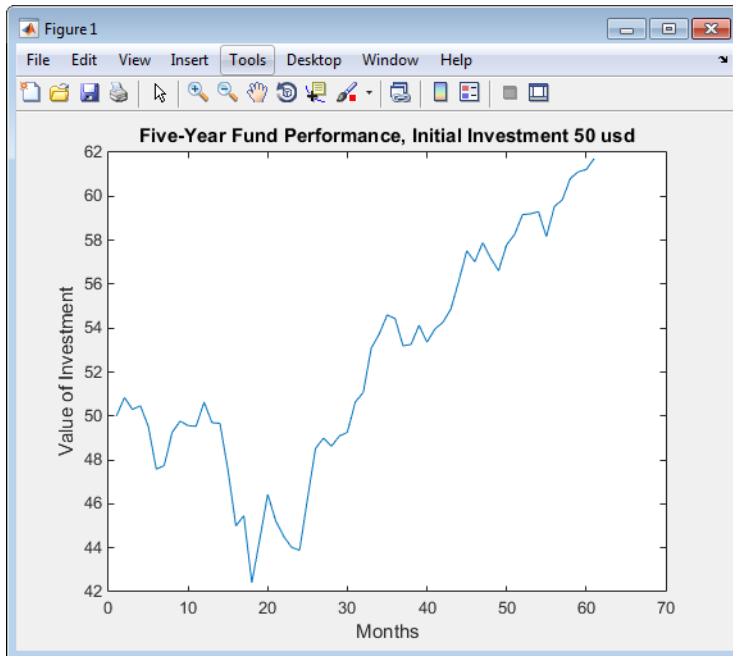 Figure 1
File Edit View Insert Tools Desktop Window Help
Five-Year Fund Performance, Initial Investment 50 usd
62
60
58
56
54
52
50
48
46
44
42
Value of Investment
0 10 20 30 40 50 60 70
Months